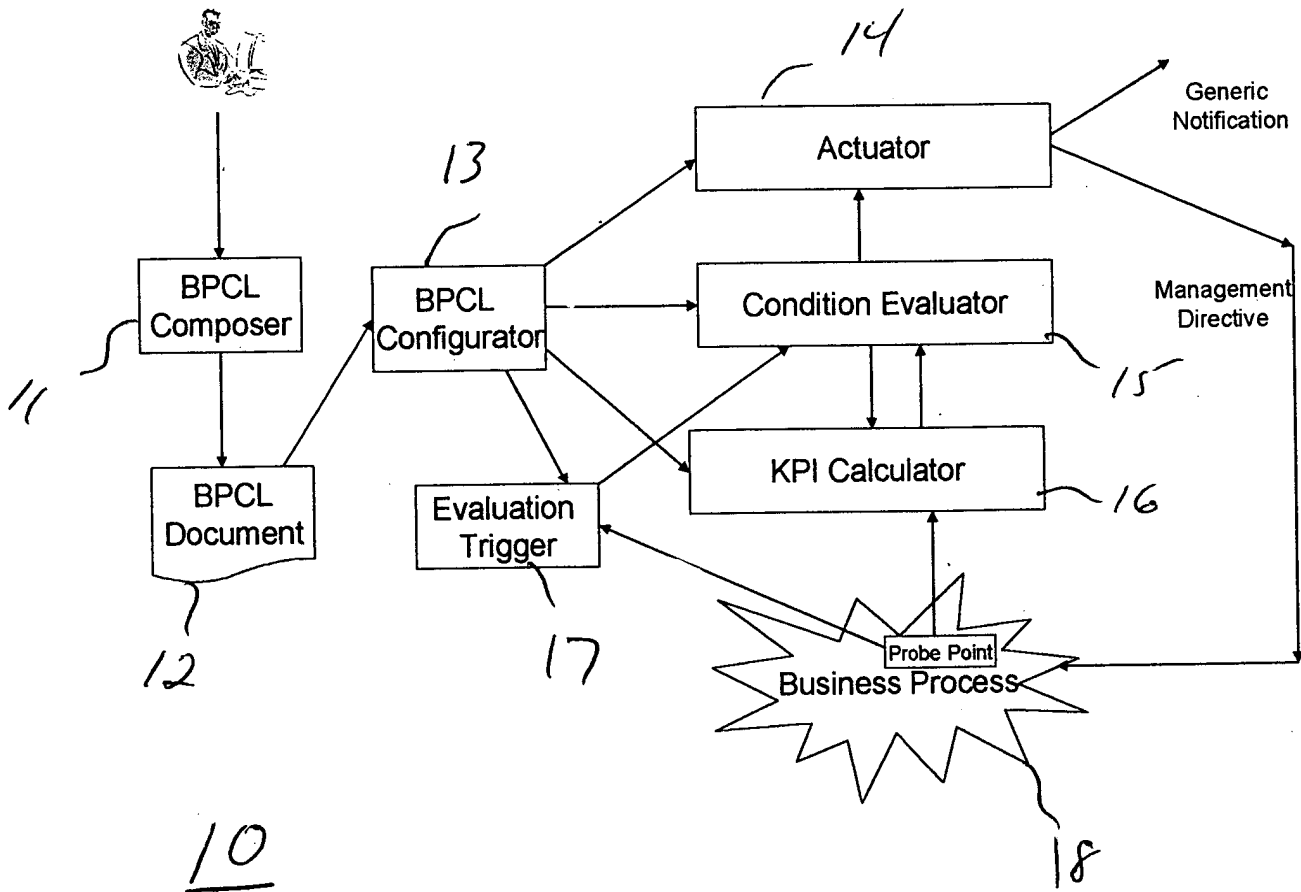 14
Generic
Notification
Actuator
13
BPCL
Composer
BPCL
Configurator
Condition Evaluator
Management
Directive
11
15
BPCL
Document
Evaluation
Trigger
KPI Calculator
16
12
17
Probe Point
Business Process
10
18